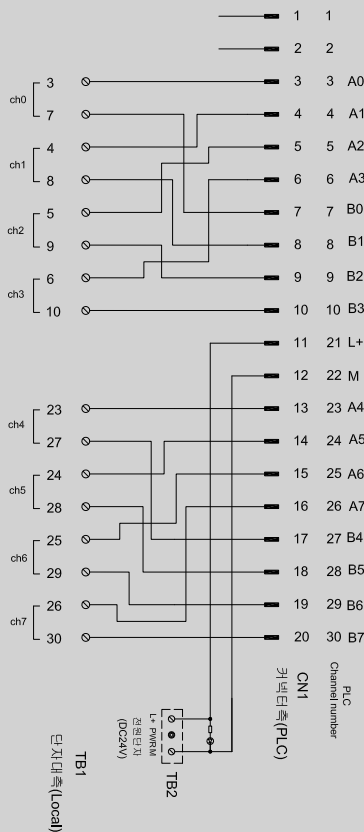 1 1
2 2
3 3 3 A0
ch0
7 4 4 A1
4 5 5 A2
ch1
8 6 6 A3
5 7 7 B0
ch2
9 8 8 B1
6 9 9 B2
ch3
10 10 10 B3
11 21 L+
12 22 M
23 13 23 A4
ch4
27 14 24 A5
24 15 25 A6
ch5
28 16 26 A7
25 17 27 B4
ch6
29 18 28 B5
26 19 29 B6
ch7
30 20 30 B7
TB1
단자대측(Local)
TB2
L+ PWRM
전원단자
(DC24V)
CN1
커넥터측(PLC)
PLC
Channel number